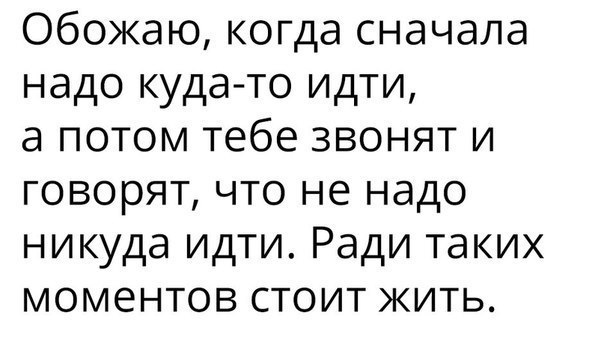 Обожаю, когда сначала
надо куда-то идти,
а потом тебе звонят и
говорят, что не надо
никуда идти. Ради таких
моментов стоит жить.